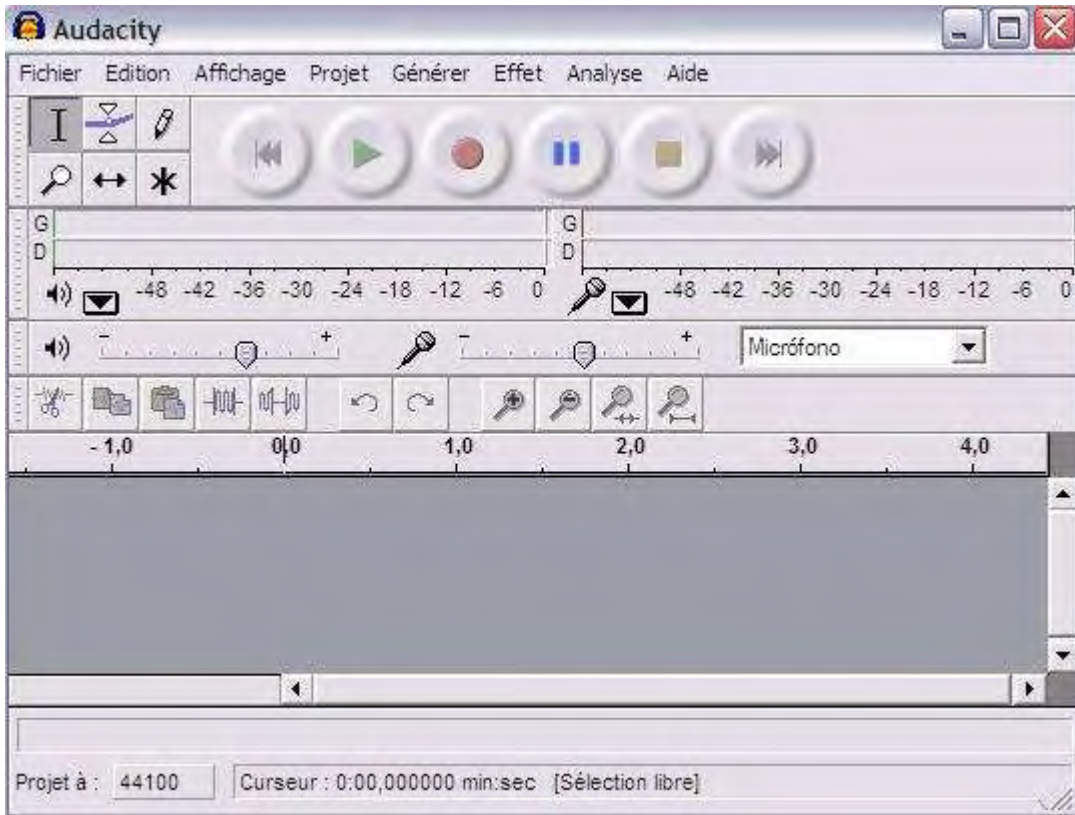 Audacity
Fichier Edition Affichage Projet Générer Effet Analyse Aide
G G
D D
-48 -42 -36 -30 -24 -18 -12 -6 0 -48 -42 -36 -30 -24 -18 -12 -6 0
- + - + Micrófono
- 1,0 0,0 1,0 2,0 3,0 4,0
Projet à : 44100 Curseur : 0:00,000000 min:sec [Sélection libre]